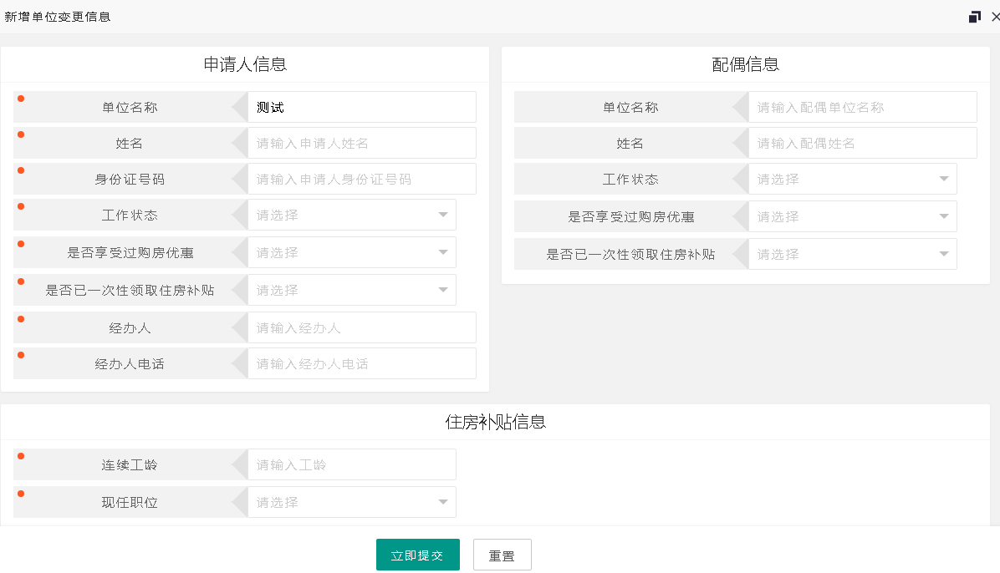 新增单位变更信息
申请人信息
单位名称 测试
姓名 请输入申请人姓名
身份证号码 请输入申请人身份证号码
工作状态 请选择
是否享受过购房优惠 请选择
是否已一次性领取住房补贴 请选择
经办人 请输入经办人
经办人电话 请输入经办人电话
配偶信息
单位名称 请输入配偶单位名称
姓名 请输入配偶姓名
工作状态 请选择
是否享受过购房优惠 请选择
是否已一次性领取住房补贴 请选择
住房补贴信息
连续工龄 请输入工龄
现任职位 请选择
立即提交 重置